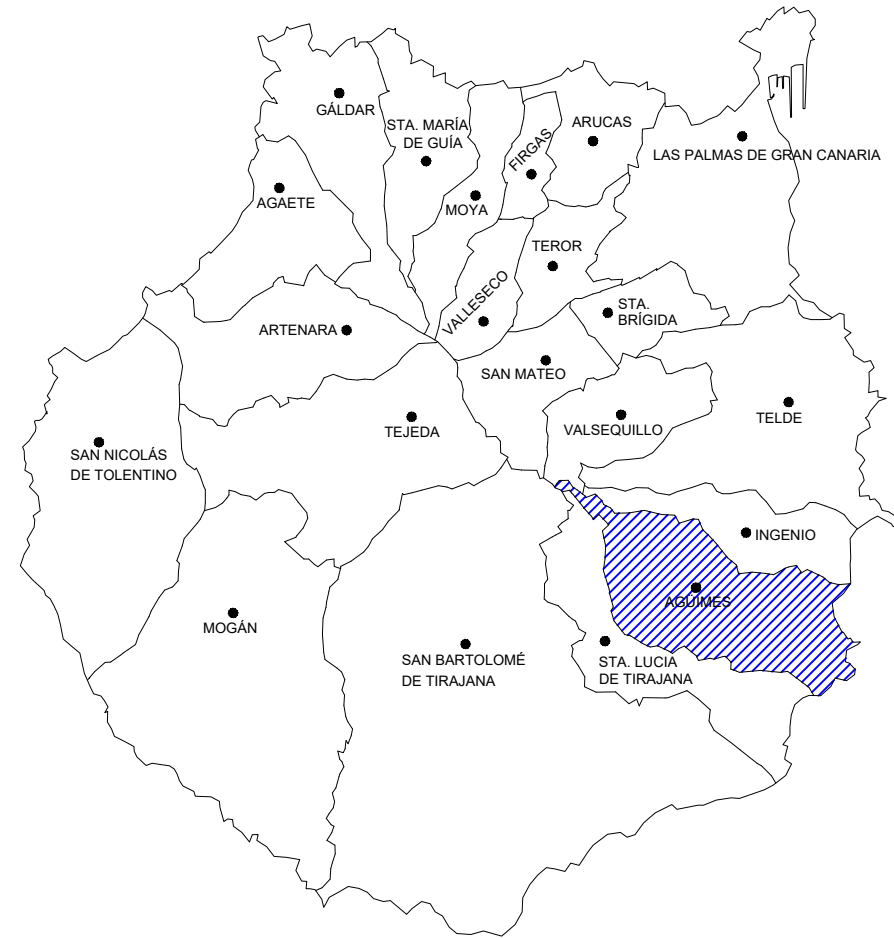 GÁLDAR
STA. MARÍA
DE GUÍA
ARUCAS
FIRGAS
LAS PALMAS DE GRAN CANARIA
AGAETE
MOYA
TEROR
VALLESECO
STA.
BRÍGIDA
ARTENARA
SAN MATEO
TELDE
TEJEDA
VALSEQUILLO
SAN NICOLÁS
DE TOLENTINO
INGENIO
AGÜIMES
MOGÁN
SAN BARTOLOMÉ
DE TIRAJANA
STA. LUCIA
DE TIRAJANA